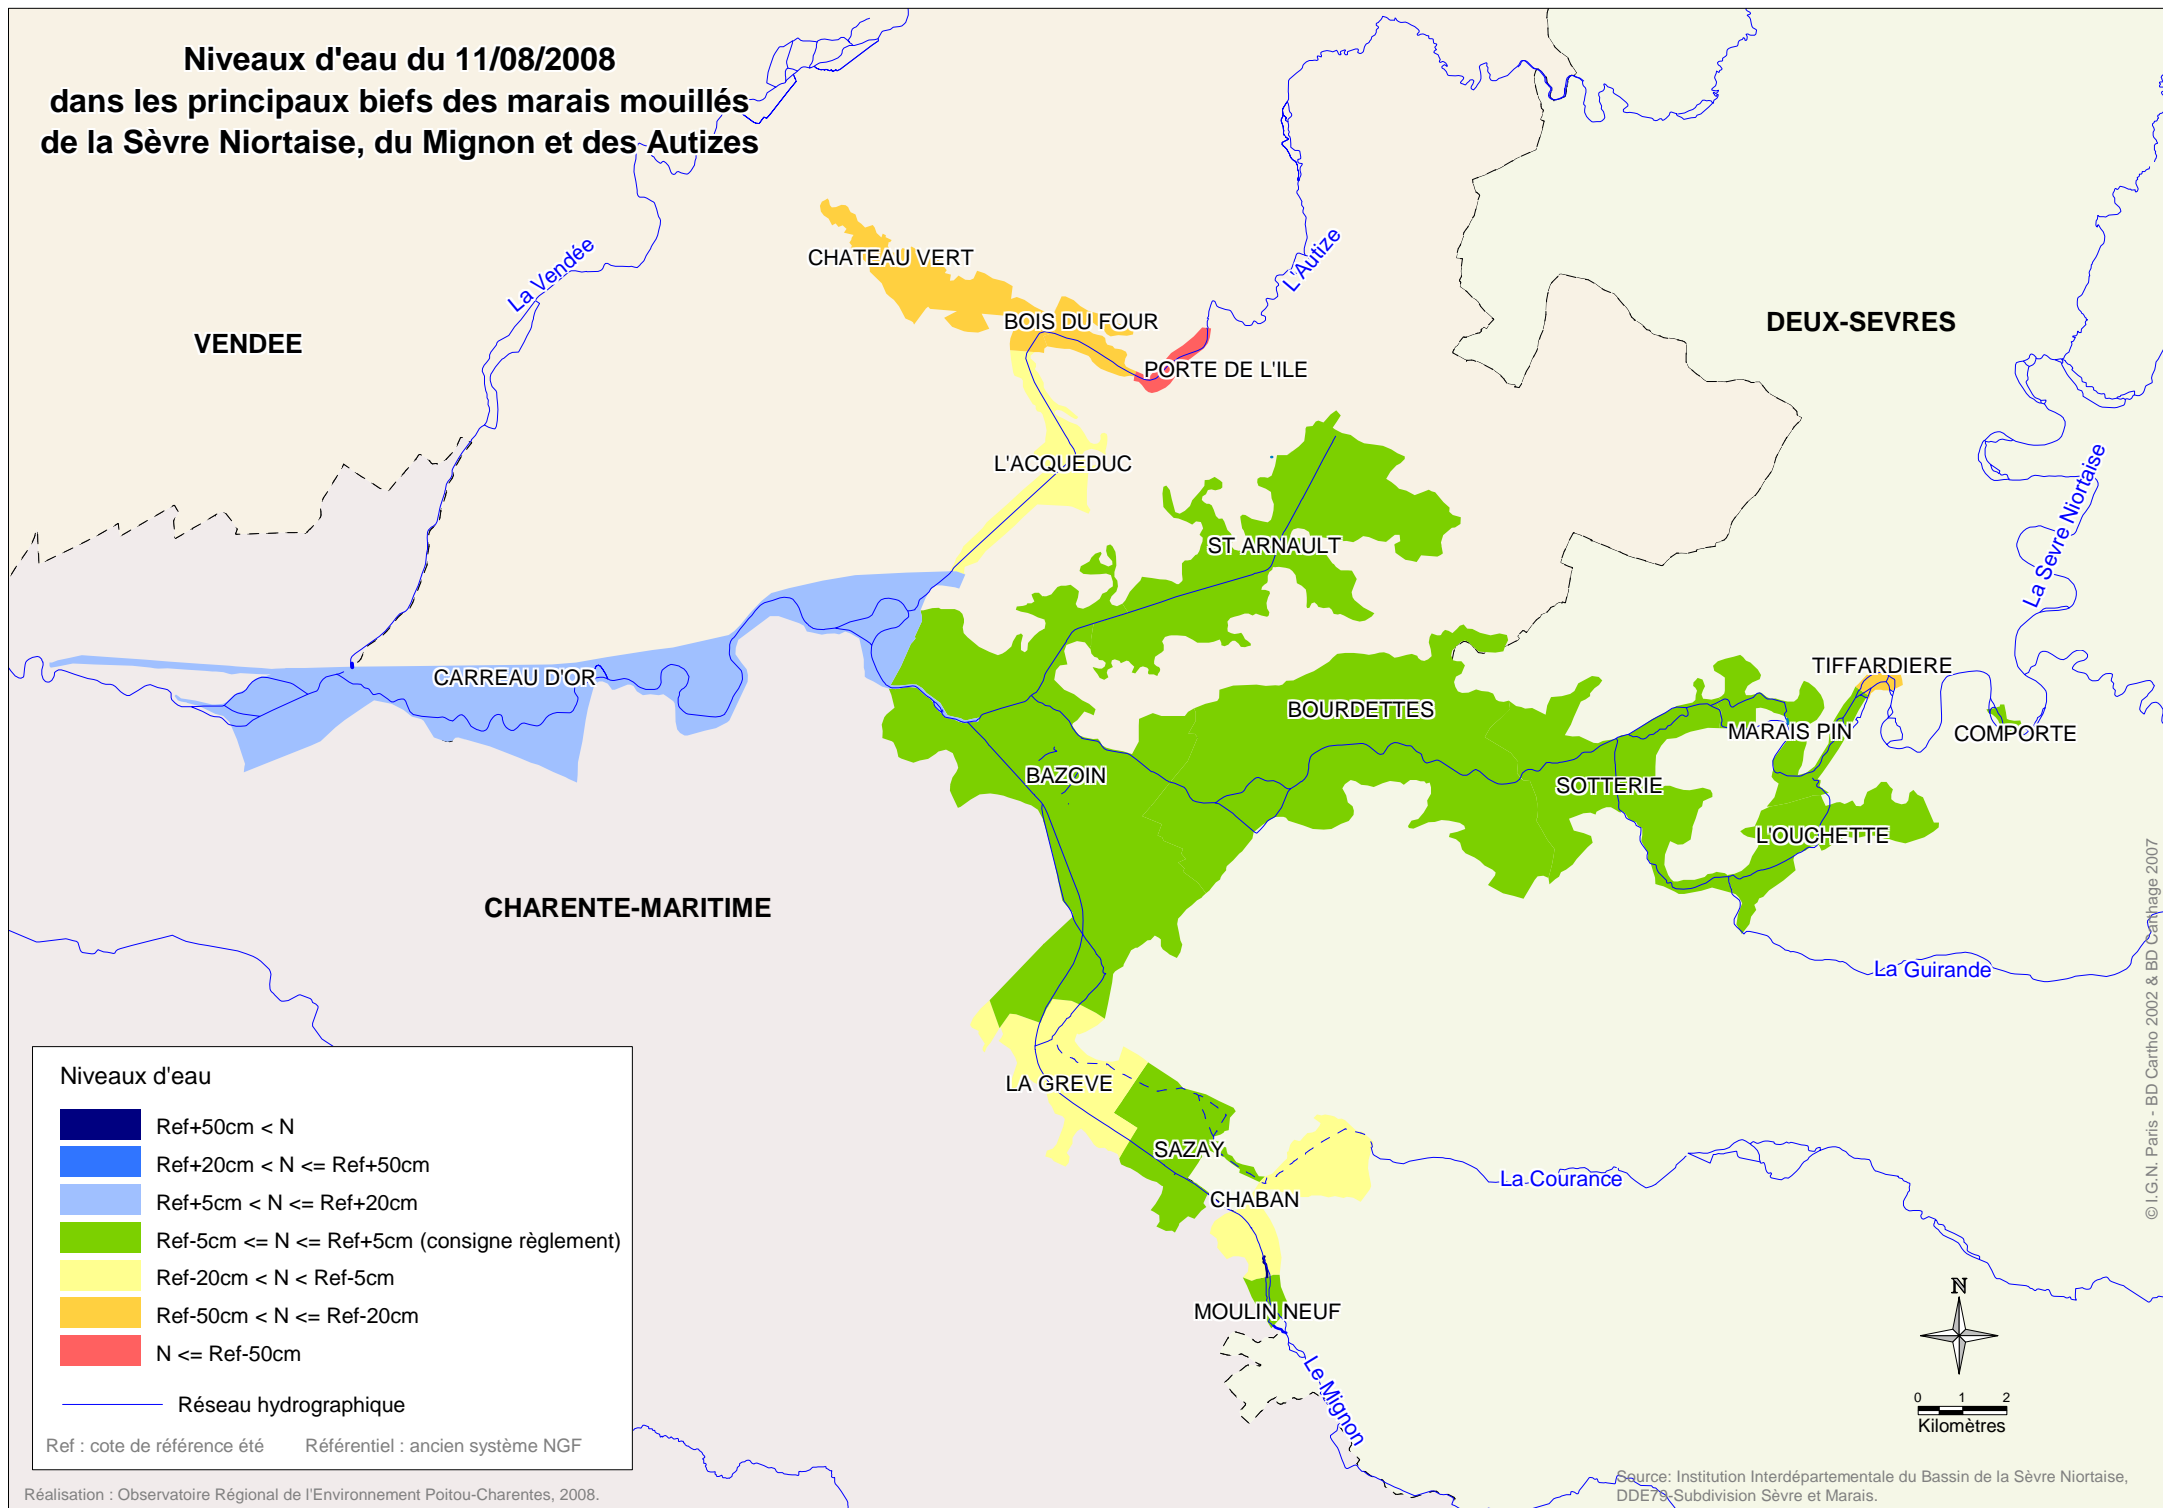 Niveaux d'eau du 11/08/2008
dans les principaux biefs des marais mouillés
de la Sèvre Niortaise, du Mignon et des Autizes
La Vendée
L'Autize
CHATEAU VERT
BOIS DU FOUR
PORTE DE L'ILE
VENDEE
DEUX-SEVRES
L'ACQUEDUC
La Sevre Niortaise
ST ARNAULT
CARREAU D'OR
BOURDETTES
TIFFARDIERE
MARAIS PIN
COMPORTE
BAZOIN
SOTTERIE
L'OUCHETTE
CHARENTE-MARITIME
La Guirande
LA GREVE
SAZAY
CHABAN
La Courance
MOULIN NEUF
Le Mignon
Niveaux d'eau
Ref+50cm < N
Ref+20cm < N <= Ref+50cm
Ref+5cm < N <= Ref+20cm
Ref-5cm <= N <= Ref+5cm (consigne règlement)
Ref-20cm < N < Ref-5cm
Ref-50cm < N <= Ref-20cm
N <= Ref-50cm
Réseau hydrographique
Ref : cote de référence été Référentiel : ancien système NGF
Réalisation : Observatoire Régional de l'Environnement Poitou-Charentes, 2008.
N
0 1 2
Kilomètres
Source: Institution Interdépartementale du Bassin de la Sèvre Niortaise,
DDE79-Subdivision Sèvre et Marais.
© I.G.N. Paris - BD Cartho 2002 & BD Carthage 2007